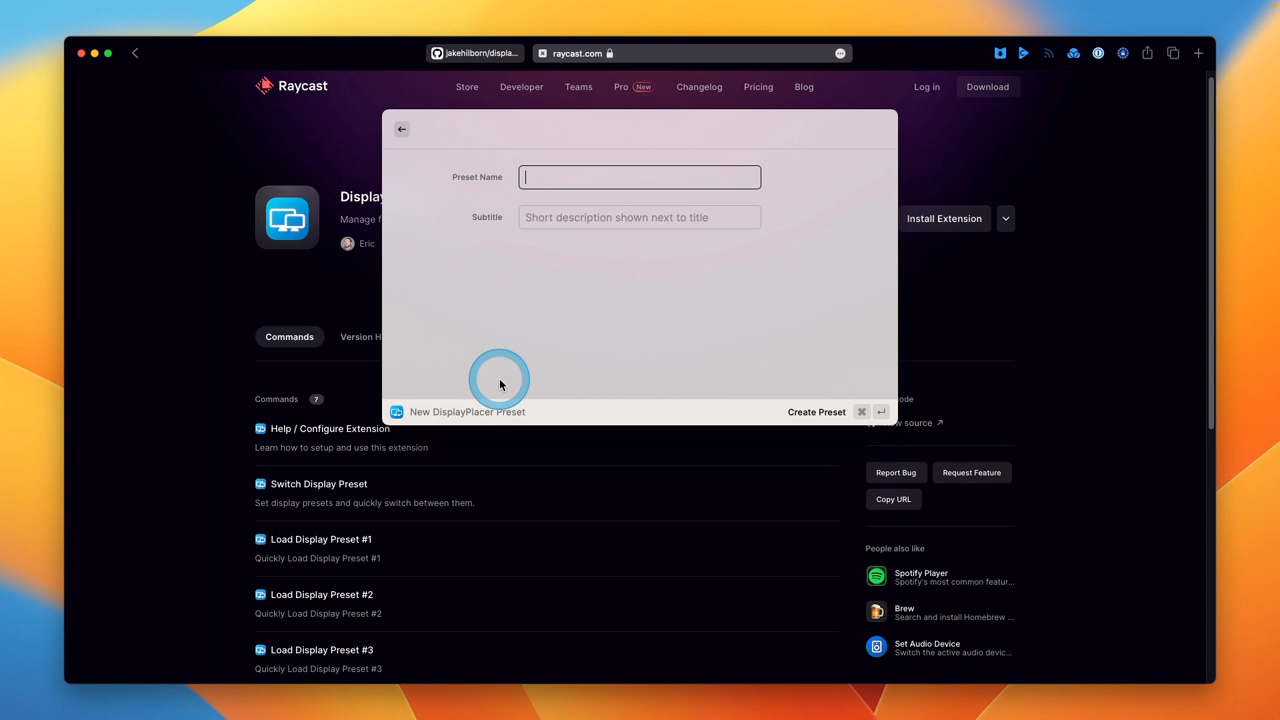 jakehilborn/displa...
raycast.com
Raycast
Store
Developer
Teams
Pro
New
Changelog
Pricing
Blog
Log in
Download
Preset Name
Subtitle
Short description shown next to title
Display
Manage f
Eric
Install Extension
Commands
Version H
New DisplayPlacer Preset
Create Preset
⌘
Commands
7
Help / Configure Extension
Learn how to setup and use this extension
Switch Display Preset
Set display presets and quickly switch between them.
Load Display Preset #1
Quickly Load Display Preset #1
Load Display Preset #2
Quickly Load Display Preset #2
Load Display Preset #3
Quickly Load Display Preset #3
source
Report Bug
Request Feature
Copy URL
People also like
Spotify Player
Spotify's most common featur...
Brew
Search and install Homebrew ...
Set Audio Device
Switch the active audio devic...